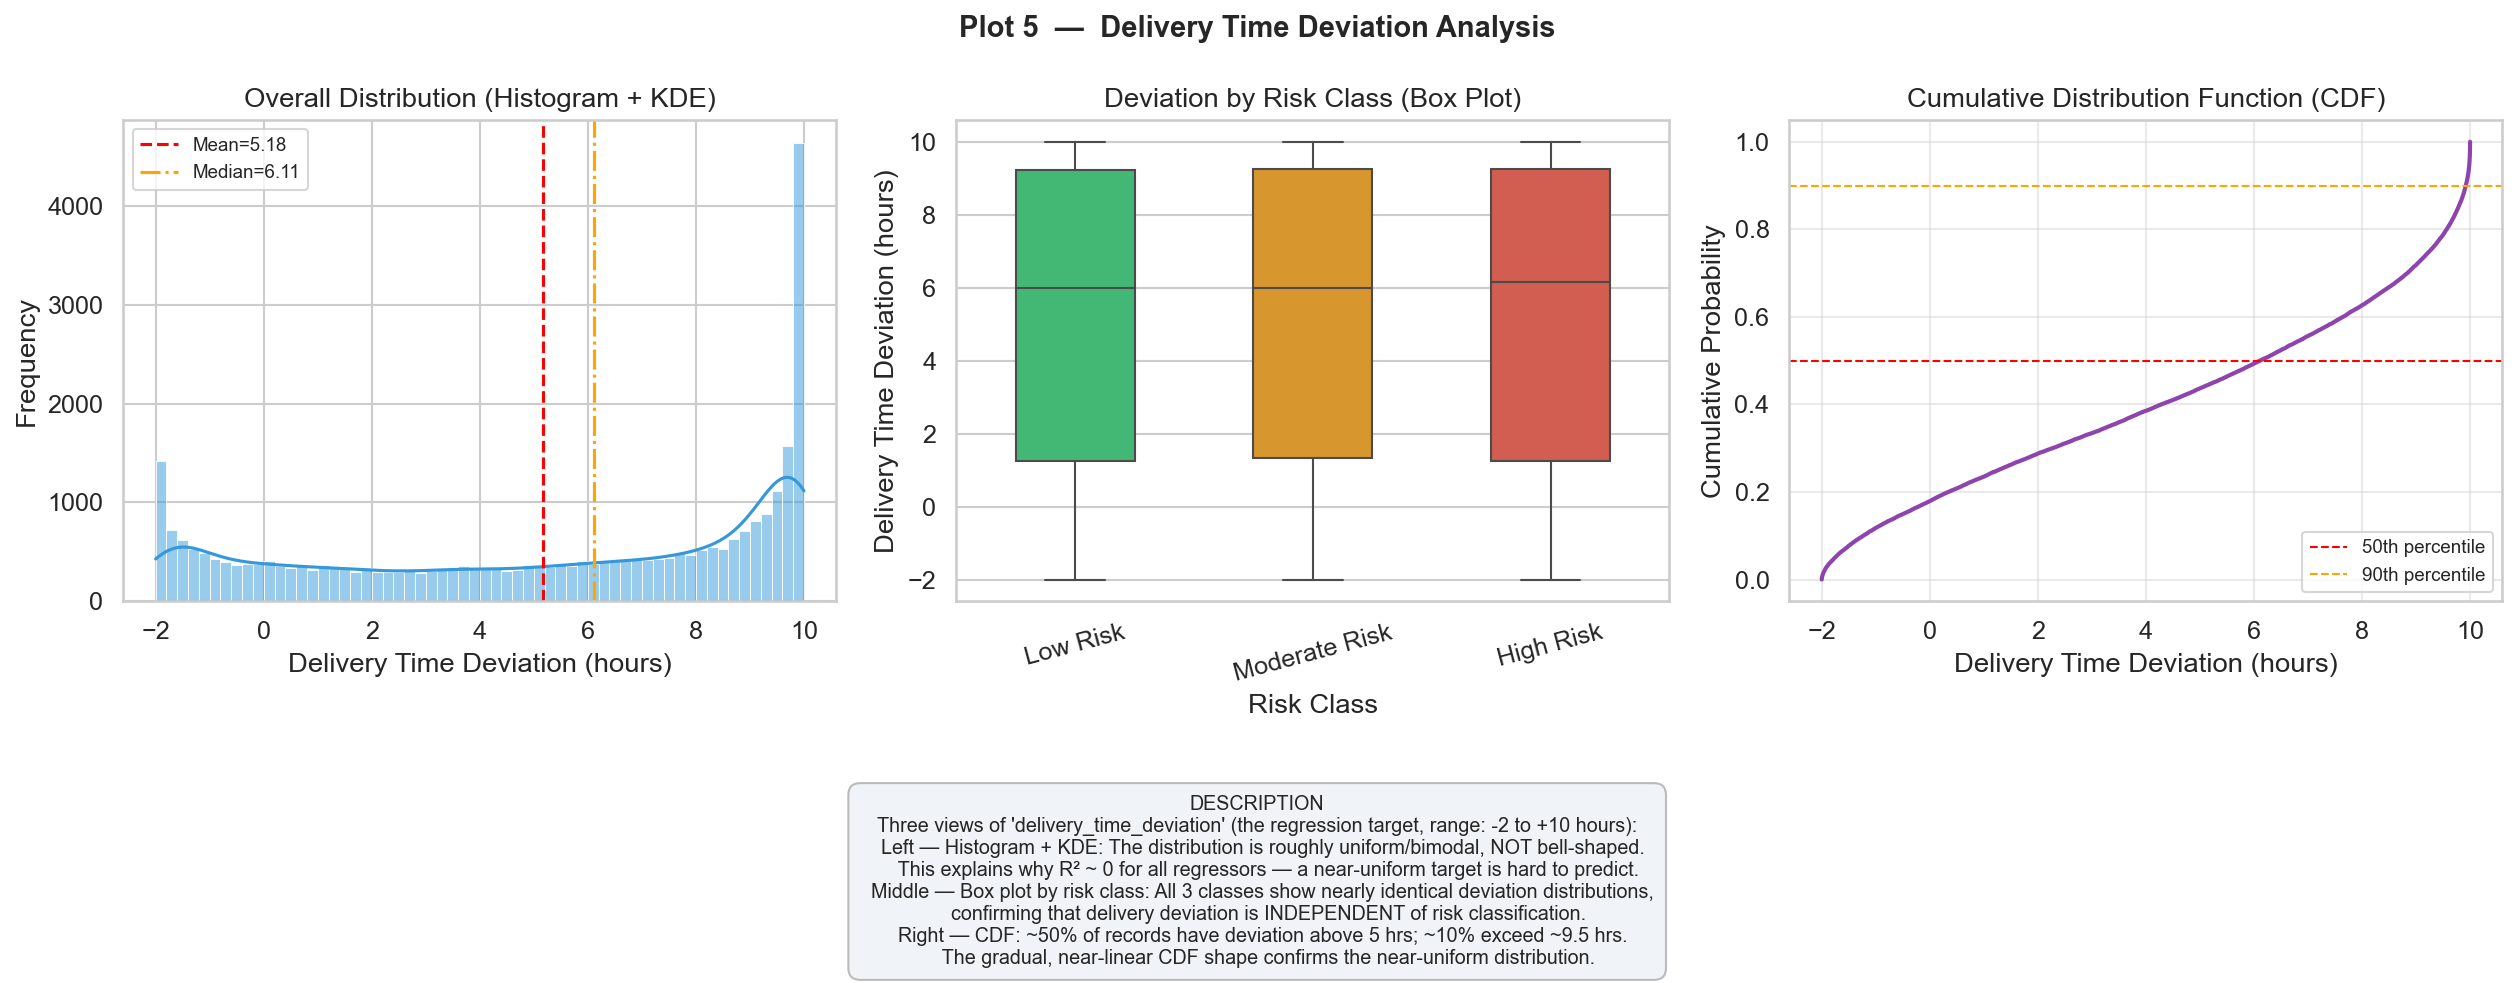 Plot 5 — Delivery Time Deviation Analysis
Overall Distribution (Histogram + KDE)
Mean=5.18
Median=6.11
Frequency
4000
3000
2000
1000
0
−2 0 2 4 6 8 10
Delivery Time Deviation (hours)
Deviation by Risk Class (Box Plot)
Delivery Time Deviation (hours)
10
8
6
4
2
0
−2
Low Risk Moderate Risk High Risk
Risk Class
Cumulative Distribution Function (CDF)
Cumulative Probability
1.0
0.8
0.6
0.4
0.2
0.0
50th percentile
90th percentile
−2 0 2 4 6 8 10
Delivery Time Deviation (hours)
DESCRIPTION
Three views of 'delivery_time_deviation' (the regression target, range: -2 to +10 hours):
Left — Histogram + KDE: The distribution is roughly uniform/bimodal, NOT bell-shaped.
This explains why R² ~ 0 for all regressors — a near-uniform target is hard to predict.
Middle — Box plot by risk class: All 3 classes show nearly identical deviation distributions,
confirming that delivery deviation is INDEPENDENT of risk classification.
Right — CDF: ~50% of records have deviation above 5 hrs; ~10% exceed ~9.5 hrs.
The gradual, near-linear CDF shape confirms the near-uniform distribution.